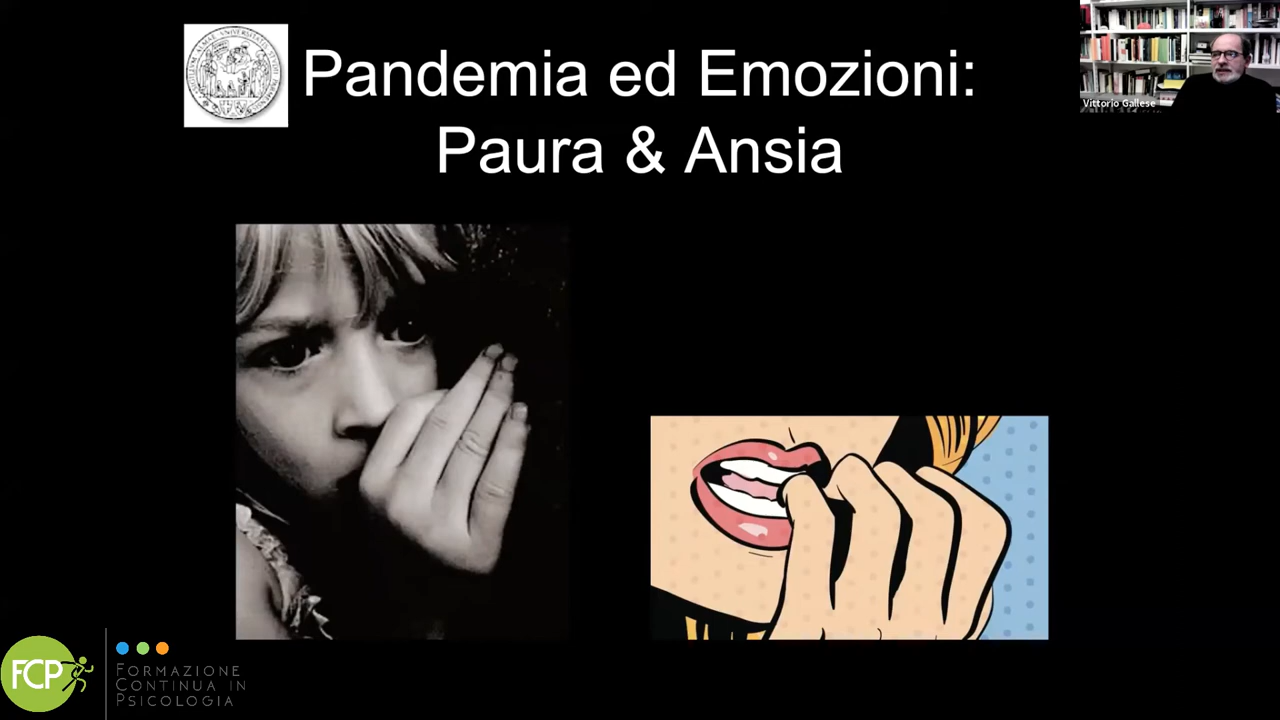 Pandemia ed Emozioni:
Paura & Ansia
Vittorio Gallese
FCP
FORMAZIONE
CONTINUA IN
PSICOLOGIA